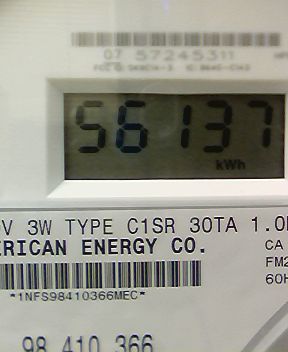 07 57245311
56137
kWh
V 3W TYPE C1SR 30TA 1.0
ERICAN ENERGY CO.
CA
FM2
60H
*1NFS98410366MEC*
98 410 366